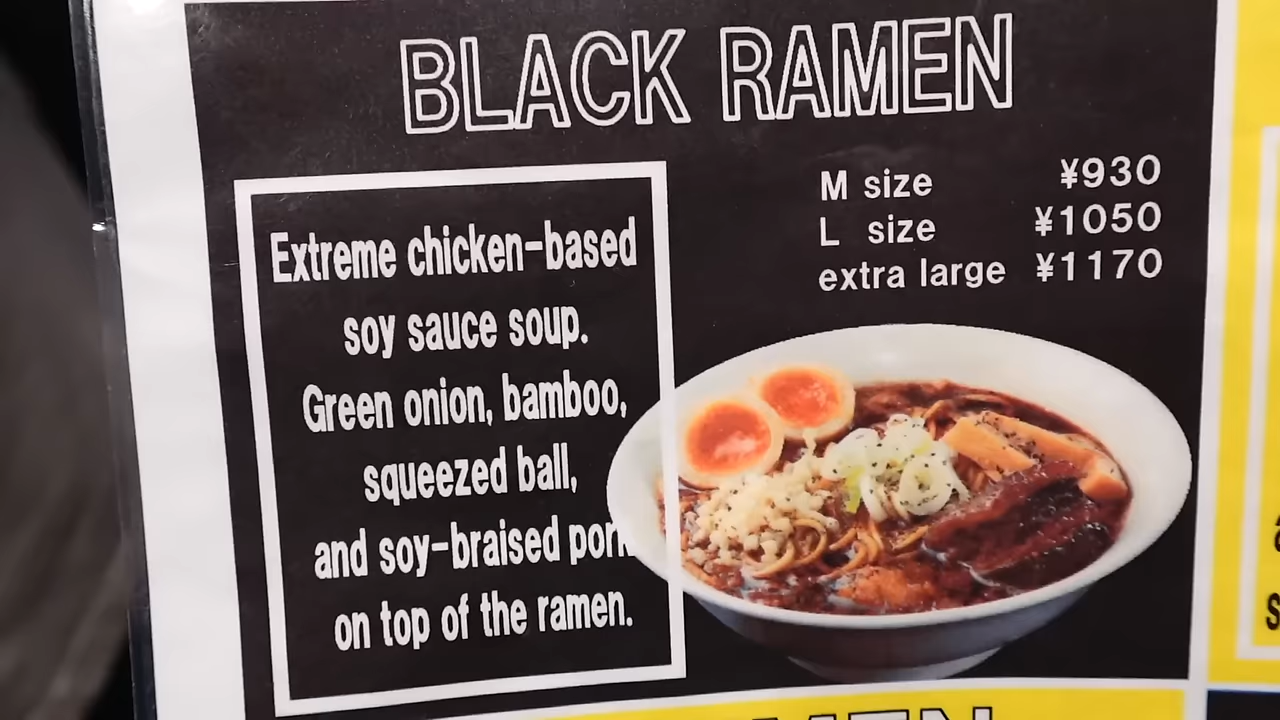 BLACK RAMEN
M size ¥930
L size ¥1050
extra large ¥1170
Extreme chicken-based
soy sauce soup.
Green onion, bamboo,
squeezed ball,
and soy-braised pork
on top of the ramen.